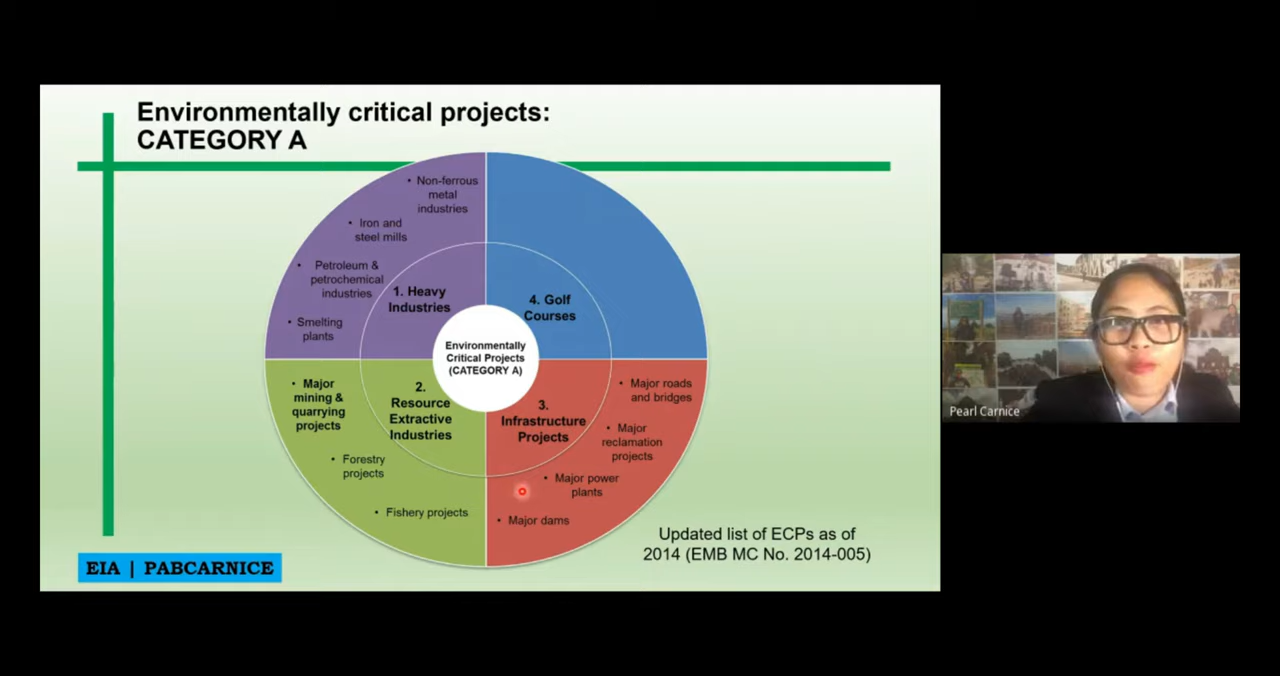 Environmentally critical projects:
CATEGORY A
• Non-ferrous
metal
industries
• Iron and
steel mills
• Petroleum &
petrochemical
industries
• Smelting
plants
1. Heavy
Industries
4. Golf
Courses
Environmentally
Critical Projects
(CATEGORY A)
• Major
mining &
quarrying
projects
• Forestry
projects
• Fishery projects
2.
Resource
Extractive
Industries
3.
Infrastructure
Projects
• Major roads
and bridges
• Major
reclamation
projects
• Major power
plants
• Major dams
Updated list of ECPs as of
2014 (EMB MC No. 2014-005)
EIA | PABCARNICE
Pearl Carnice